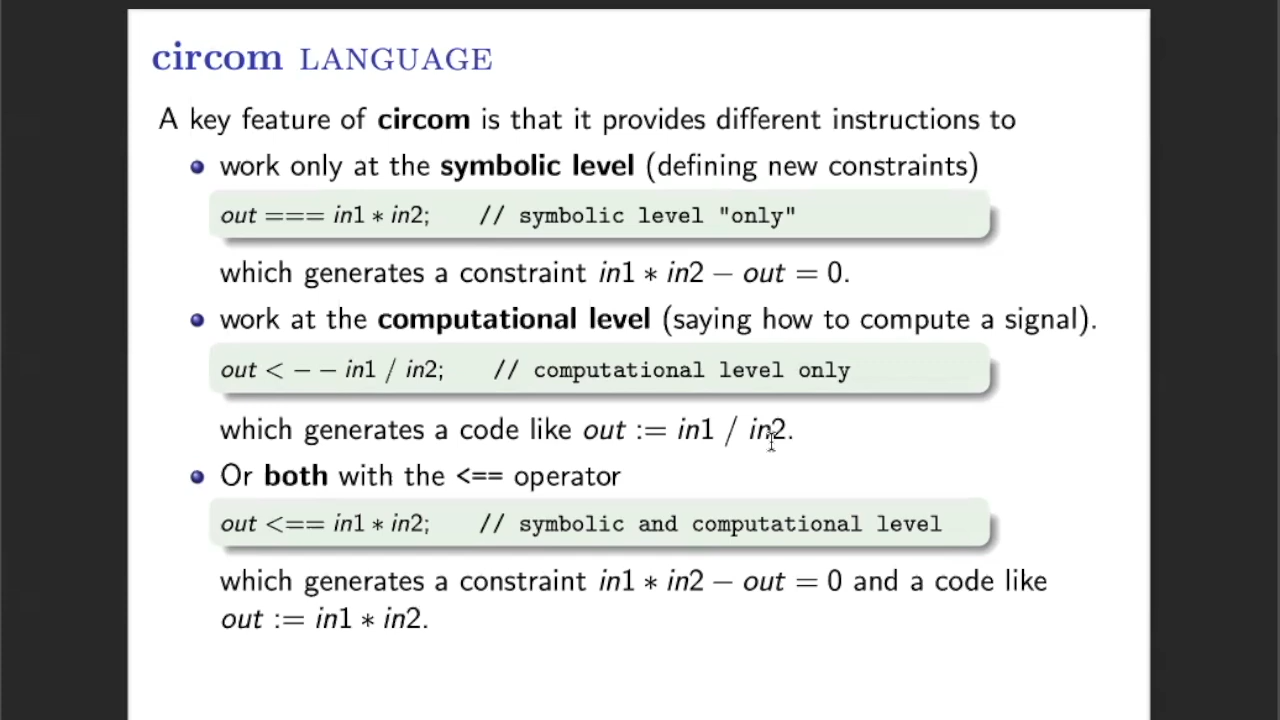 circom LANGUAGE
A key feature of circom is that it provides different instructions to
work only at the symbolic level (defining new constraints)
out === in1 ∗ in2; // symbolic level "only"
which generates a constraint in1 ∗ in2 − out = 0.
work at the computational level (saying how to compute a signal).
out < − − in1 / in2; // computational level only
which generates a code like out := in1 / in2.
Or both with the <== operator
out <== in1 ∗ in2; // symbolic and computational level
which generates a constraint in1 ∗ in2 − out = 0 and a code like
out := in1 ∗ in2.